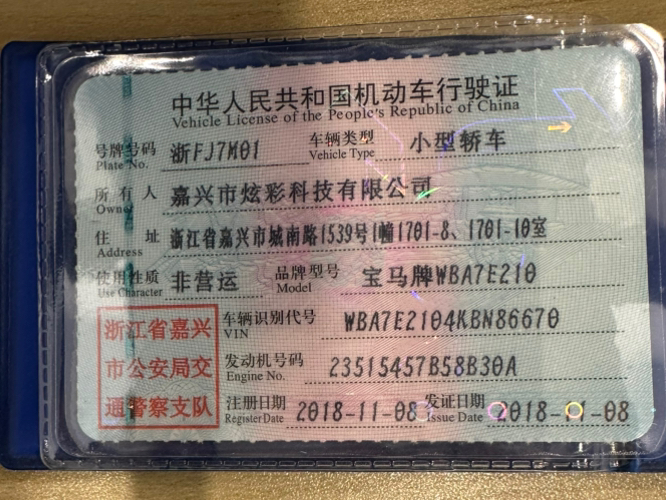 中华人民共和国机动车行驶证
Vehicle License of the People's Republic of China
号牌号码 浙FJ7M01 车辆类型 小型轿车
Plate No. Vehicle Type
所有人 嘉兴市炫彩科技有限公司
Owner
住址 浙江省嘉兴市城南路1539号1幢1701-8、1701-10室
Address
使用性质 非营运 品牌型号 宝马牌WBA7E210
Use Character Model
浙江省嘉兴
市公安局交
通警察支队
车辆识别代号 WBA7E2104KBN86670
VIN
发动机号码 23515457B58B30A
Engine No.
注册日期 2018-11-08 发证日期 2018-11-08
Register Date Issue Date